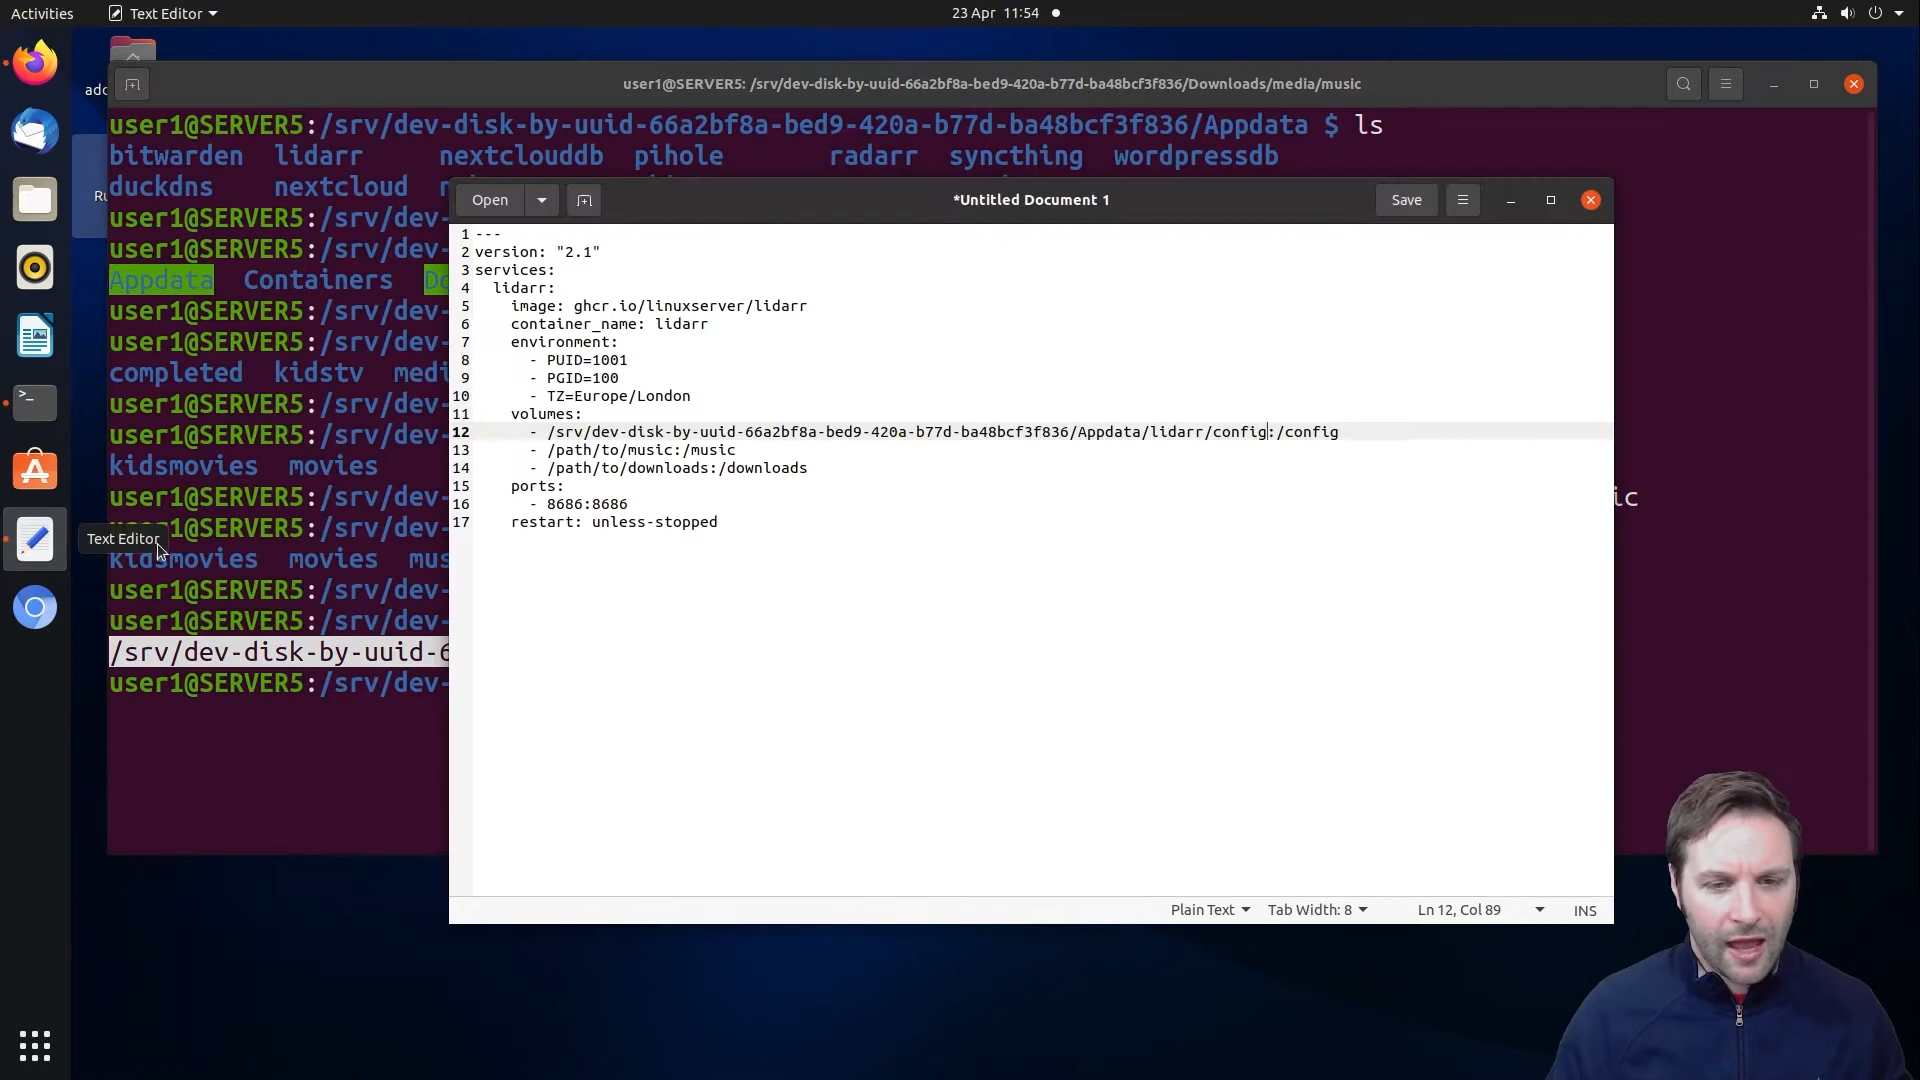 Activities
Text Editor
23 Apr 11:54
user1@SERVER5: /srv/dev-disk-by-uuid-66a2bf8a-bed9-420a-b77d-ba48bcf3f836/Downloads/media/music
user1@SERVER5:/srv/dev-disk-by-uuid-66a2bf8a-bed9-420a-b77d-ba48bcf3f836/Appdata $ ls
bitwarden lidarr nextclouddb pihole radarr syncthing wordpressdb
duckdns nextcloud
user1@SERVER5:/srv/dev-
user1@SERVER5:/srv/dev-
Appdata Containers
user1@SERVER5:/srv/dev-
user1@SERVER5:/srv/dev-
completed kidstv medi
user1@SERVER5:/srv/dev-
user1@SERVER5:/srv/dev-
kidsmovies movies
user1@SERVER5:/srv/dev- ic
user1@SERVER5:/srv/dev-
kidsmovies movies mus
user1@SERVER5:/srv/dev-
user1@SERVER5:/srv/dev-
/srv/dev-disk-by-uuid-6
user1@SERVER5:/srv/dev-
Text Editor
Open
*Untitled Document 1
Save
1 ---
2 version: "2.1"
3 services:
4 lidarr:
5 image: ghcr.io/linuxserver/lidarr
6 container_name: lidarr
7 environment:
8 - PUID=1001
9 - PGID=100
10 - TZ=Europe/London
11 volumes:
12 - /srv/dev-disk-by-uuid-66a2bf8a-bed9-420a-b77d-ba48bcf3f836/Appdata/lidarr/config:/config
13 - /path/to/music:/music
14 - /path/to/downloads:/downloads
15 ports:
16 - 8686:8686
17 restart: unless-stopped
Plain Text
Tab Width: 8
Ln 12, Col 89
INS